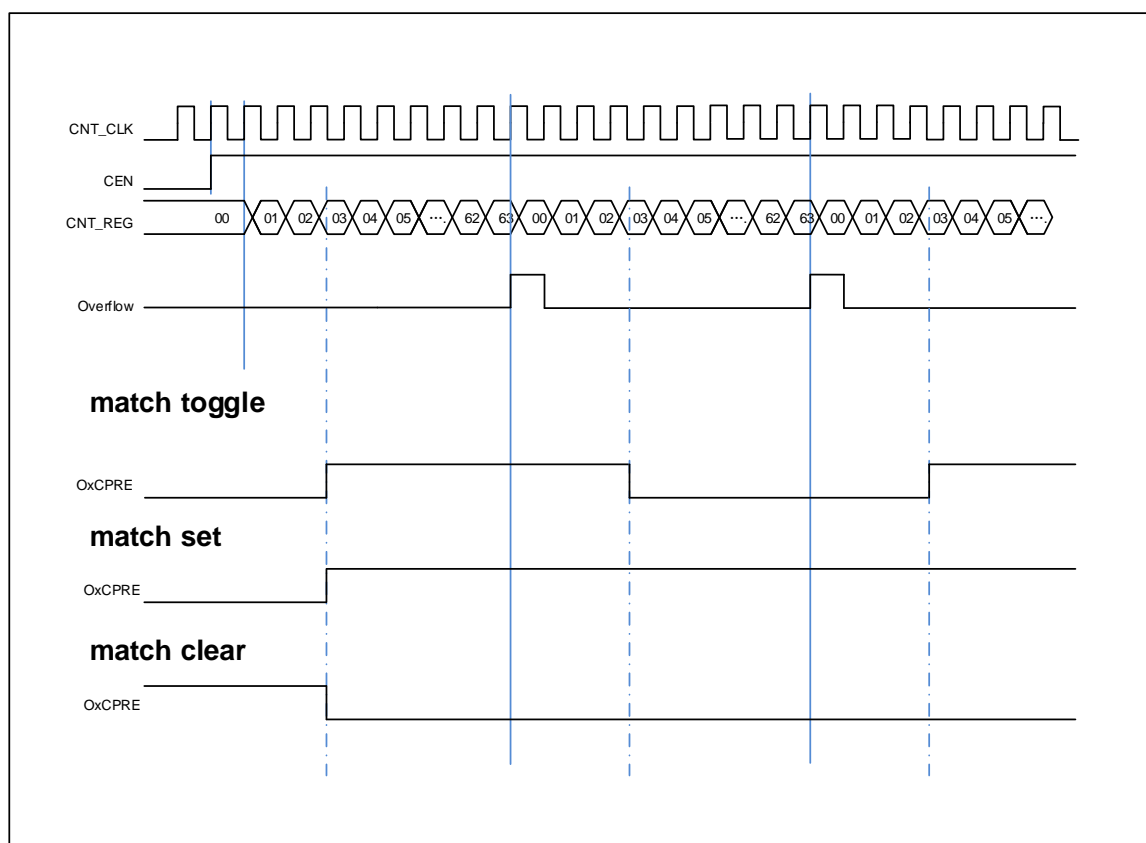 CNT_CLK
CEN
CNT_REG 00 01 02 03 04 05 …. 62 63 00 01 02 03 04 05 …. 62 63 00 01 02 03 04 05 ….
Overflow
match toggle
OxCPRE
match set
OxCPRE
match clear
OxCPRE